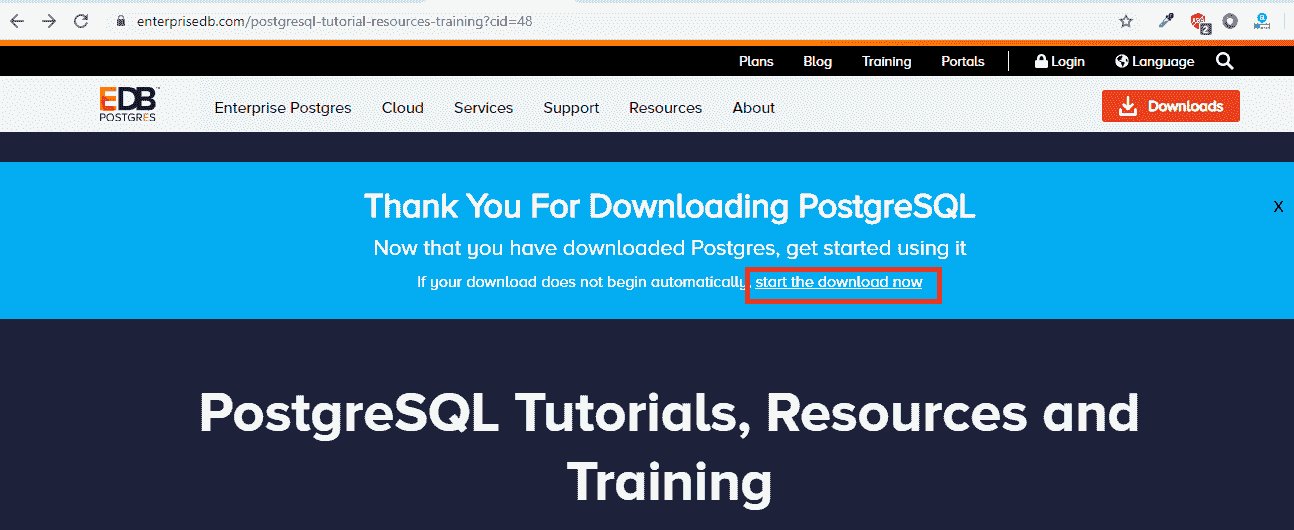 enterprisedb.com/postgresql-tutorial-resources-training?cid=48
2
Plans Blog Training Portals Login Language
EDB
POSTGRES
Enterprise Postgres Cloud Services Support Resources About Downloads
Thank You For Downloading PostgreSQL
X
Now that you have downloaded Postgres, get started using it
If your download does not begin automatically, start the download now
PostgreSQL Tutorials, Resources and
Training